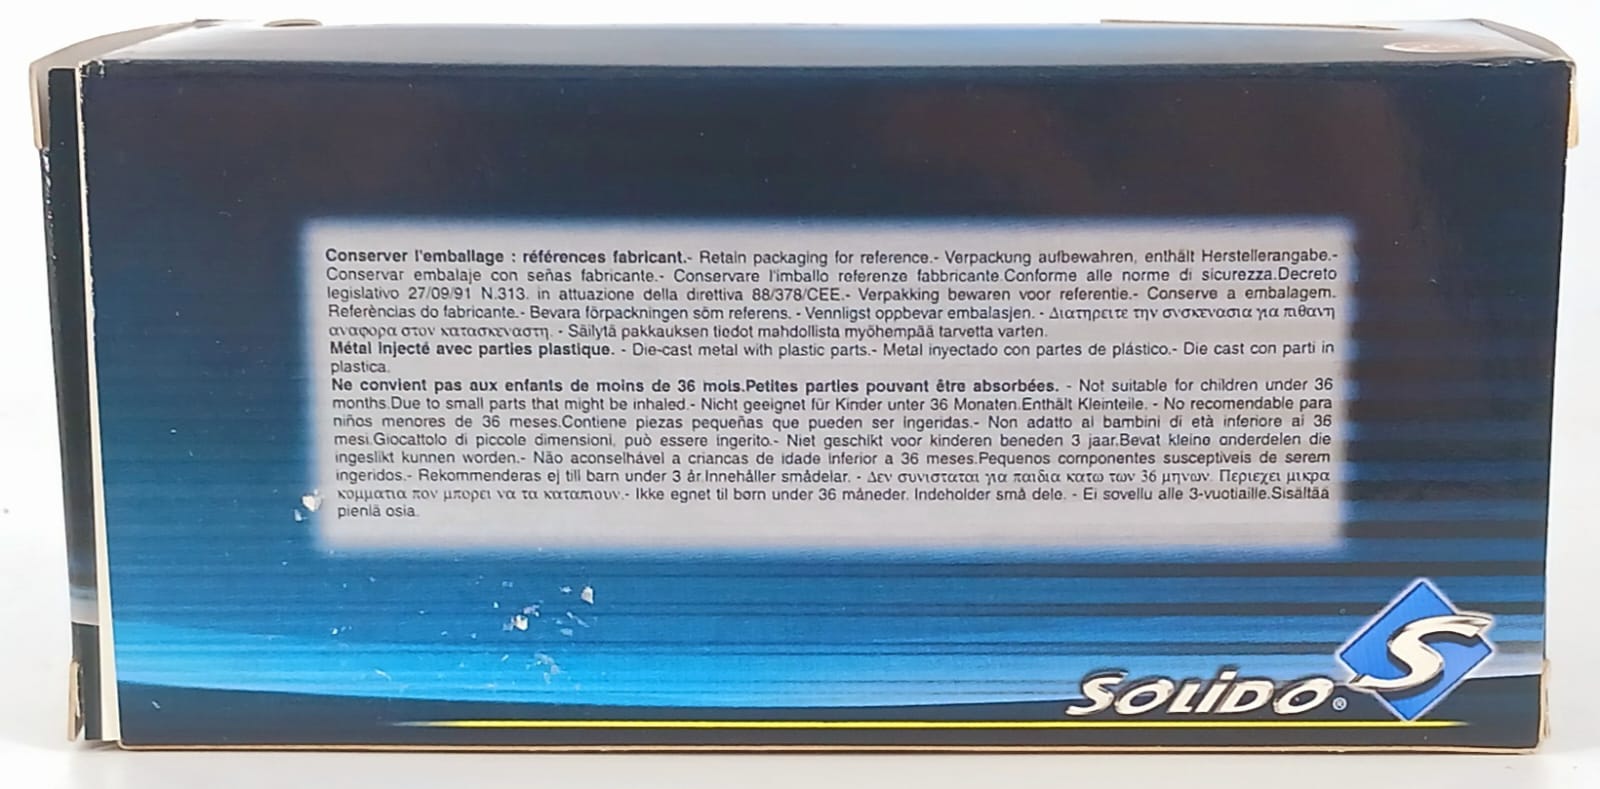 Conserver l'emballage : références fabricant.- Retain packaging for reference.- Verpackung aufbewahren, enthält Herstellerangabe.-
Conservar embalaje con señas fabricante.- Conservare l'imballo referenze fabbricante.Conforme alle norme di sicurezza.Decreto
legislativo 27/09/91 N.313. in attuazione della direttiva 88/378/CEE.- Verpakking bewaren voor referentie.- Conserve a embalagem.
Referèncias do fabricante.- Bevara förpackningen söm referens. - Vennligst oppbevar embalasjen. - Διατηρειτε την συσκευασια για πιθανη
αναφορα στον κατασκευαστη. - Säilytä pakkauksen tiedot mahdollista myöhempää tarvetta varten.
Métal injecté avec parties plastique. - Die-cast metal with plastic parts.- Metal inyectado con partes de plástico.- Die cast con parti in
plastica.
Ne convient pas aux enfants de moins de 36 mois.Petites parties pouvant être absorbées. - Not suitable for children under 36
months.Due to small parts that might be inhaled.- Nicht geeignet für Kinder unter 36 Monaten.Enthält Kleinteile. - No recomendable para
niños menores de 36 meses.Contiene piezas pequeñas que pueden ser ingeridas.- Non adatto al bambini di età inferiore ai 36
mesi.Giocattolo di piccole dimensioni, può essere ingerito.- Niet geschikt voor kinderen beneden 3 jaar.Bevat kleine onderdelen die
ingeslikt kunnen worden.- Não aconselhável a criancas de idade inferior a 36 meses.Pequenos componentes susceptiveis de serem
ingeridos.- Rekommenderas ej till barn under 3 år.Innehåller smådelar. - Δεν συνισταται για παιδια κατω των 36 μηνων. Περιεχει μικρα
κομματια που μπορει να τα καταπιουν.- Ikke egnet til børn under 36 måneder. Indeholder små dele. - Ei sovellu alle 3-vuotiaille.Sisältää
pieniä osia.
SOLIDO®
S